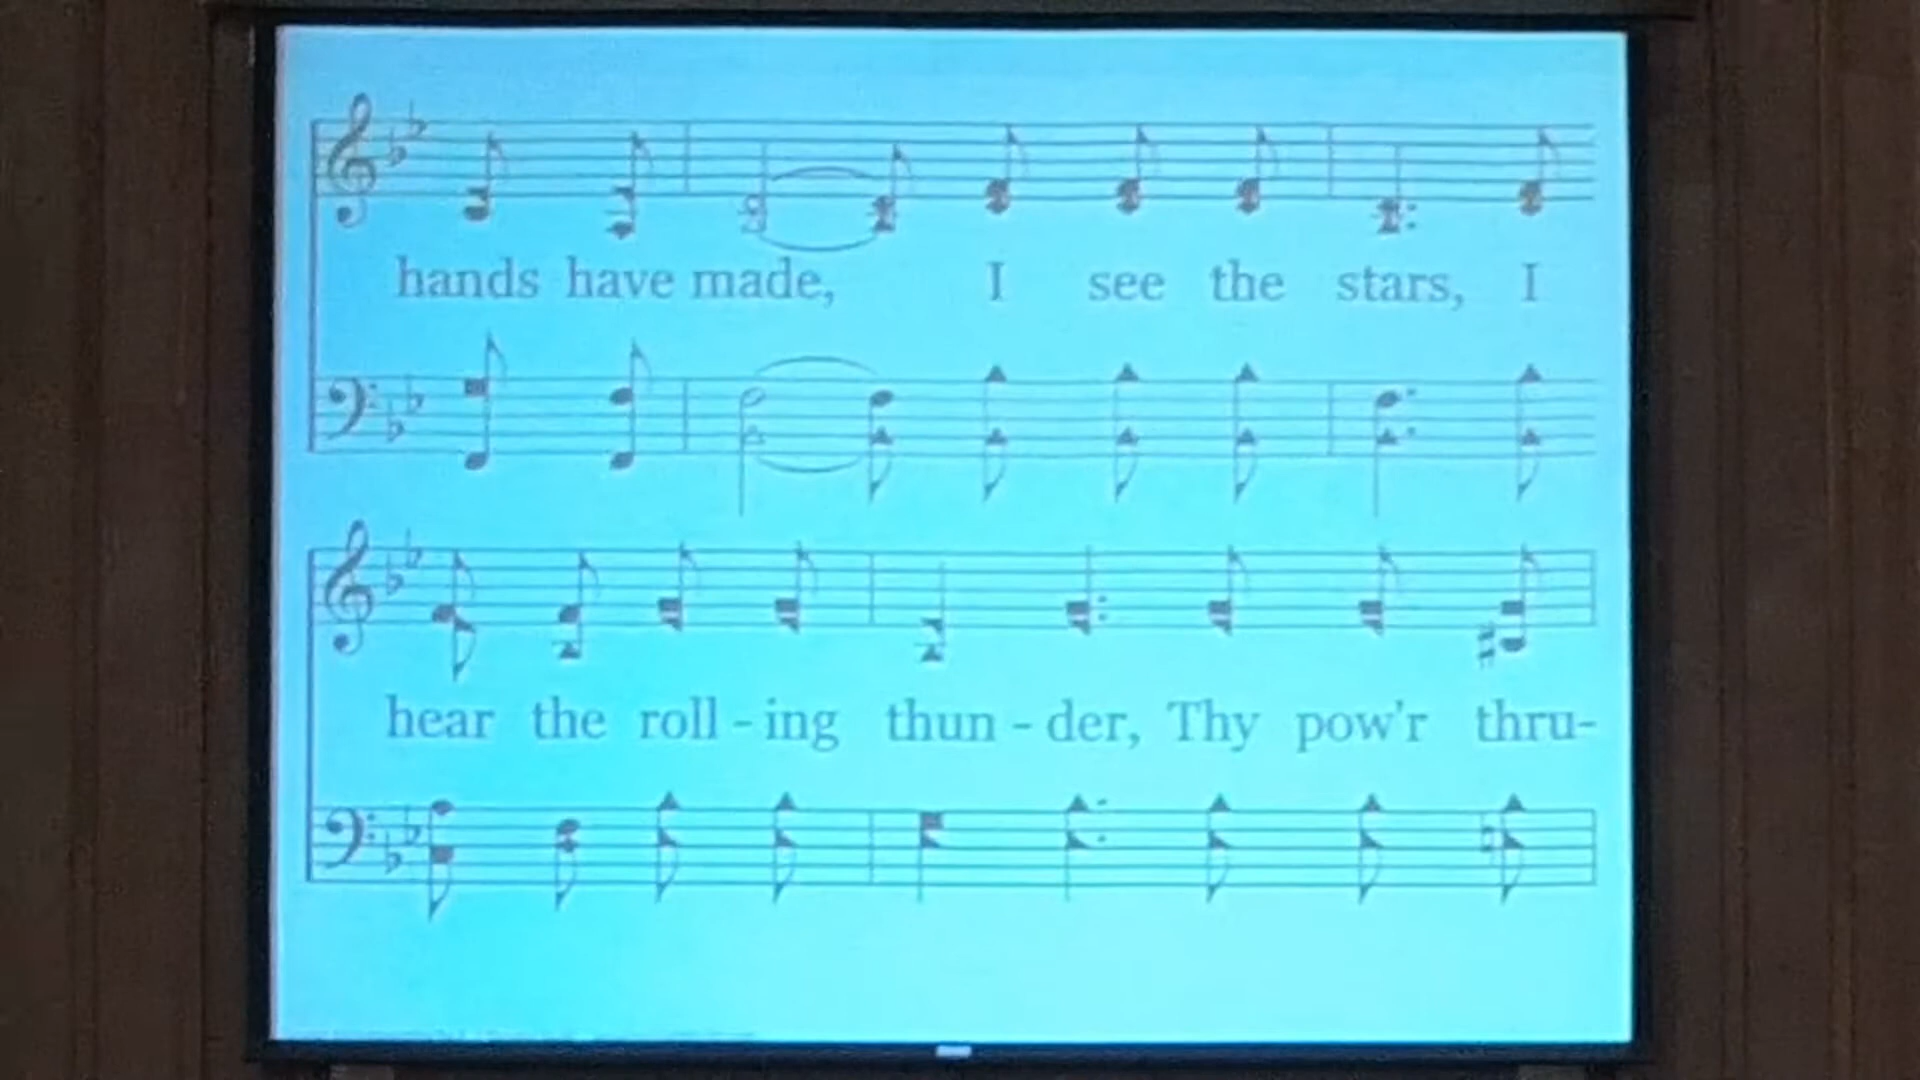 hands have made, I see the stars, I
hear the roll - ing thun - der, Thy pow'r thru-